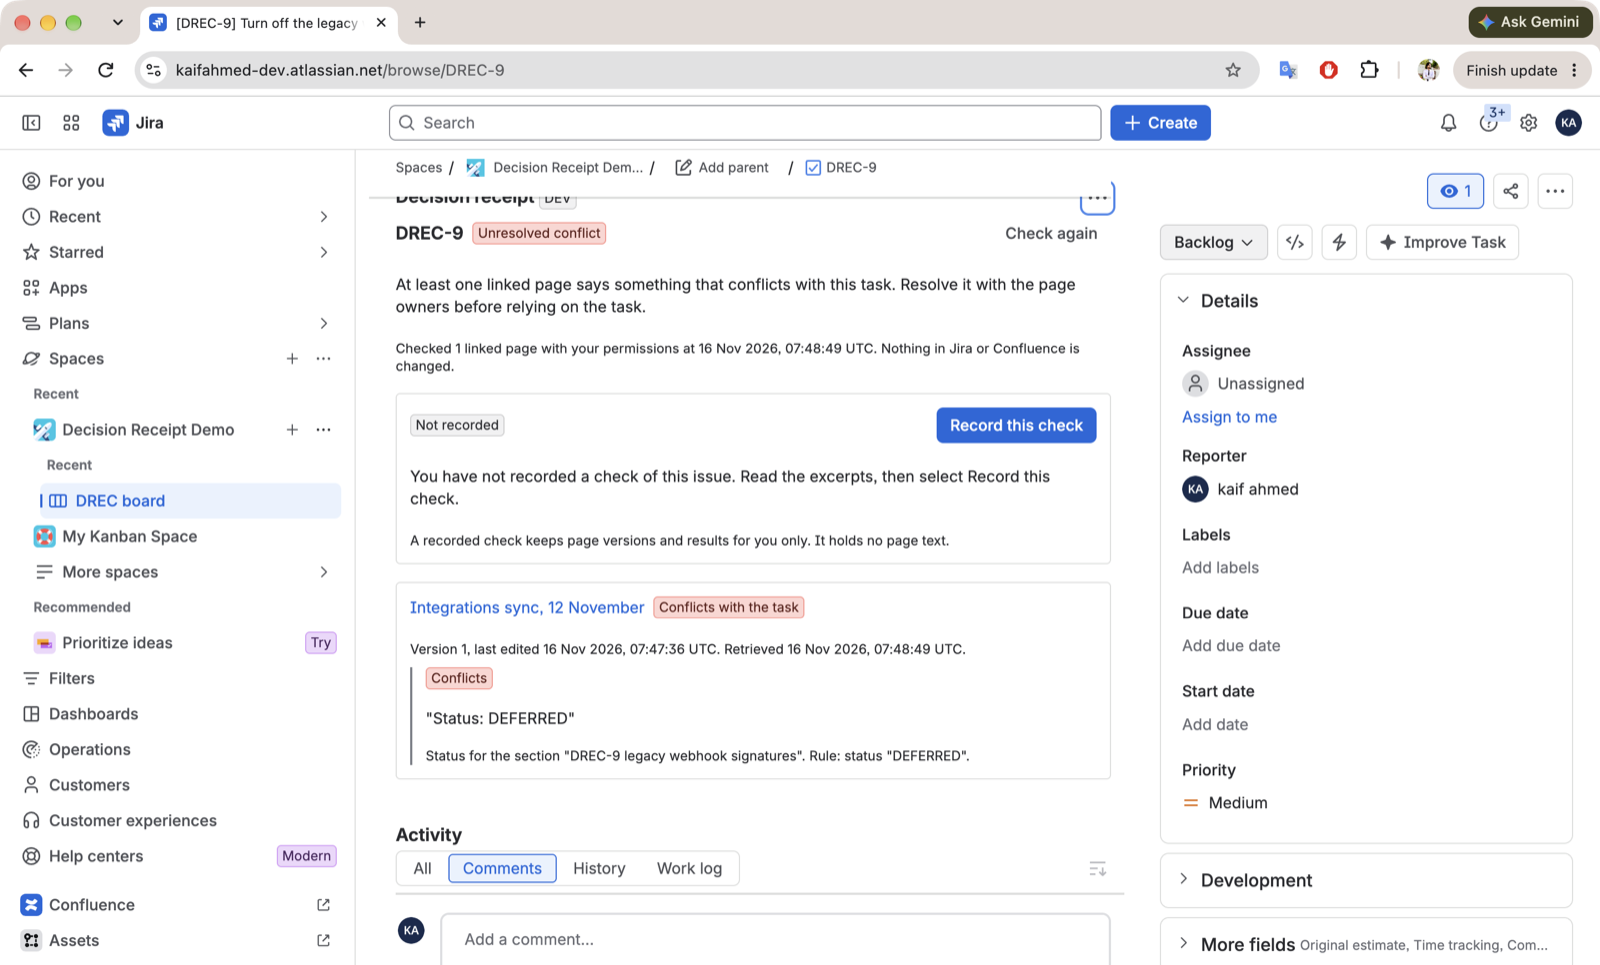 [DREC-9] Turn off the legacy
Ask Gemini
kaifahmed-dev.atlassian.net/browse/DREC-9
Finish update
Jira
Search
Create
3+
KA
For you
Recent
Starred
Apps
Plans
Spaces
Recent
Decision Receipt Demo
Recent
DREC board
My Kanban Space
More spaces
Recommended
Prioritize ideas
Try
Filters
Dashboards
Operations
Customers
Customer experiences
Help centers
Modern
Confluence
Assets
Spaces / Decision Receipt Dem... / Add parent / DREC-9
Decision receipt DEV
DREC-9 Unresolved conflict
Check again
At least one linked page says something that conflicts with this task. Resolve it with the page
owners before relying on the task.
Checked 1 linked page with your permissions at 16 Nov 2026, 07:48:49 UTC. Nothing in Jira or Confluence is
changed.
Not recorded
Record this check
You have not recorded a check of this issue. Read the excerpts, then select Record this
check.
A recorded check keeps page versions and results for you only. It holds no page text.
Integrations sync, 12 November Conflicts with the task
Version 1, last edited 16 Nov 2026, 07:47:36 UTC. Retrieved 16 Nov 2026, 07:48:49 UTC.
Conflicts
"Status: DEFERRED"
Status for the section "DREC-9 legacy webhook signatures". Rule: status "DEFERRED".
Activity
All
Comments
History
Work log
KA
Add a comment...
1
Backlog
Improve Task
Details
Assignee
Unassigned
Assign to me
Reporter
KA kaif ahmed
Labels
Add labels
Due date
Add due date
Start date
Add date
Priority
Medium
Development
More fields Original estimate, Time tracking, Com...